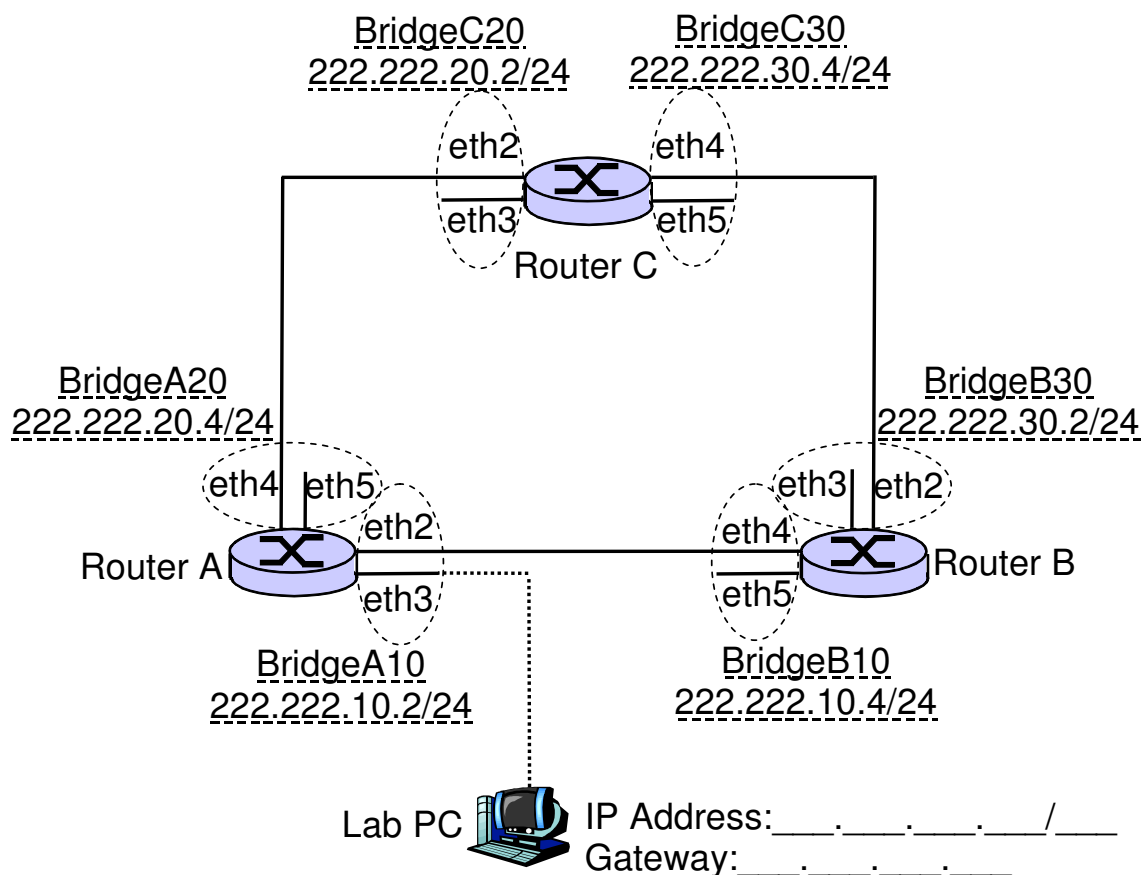 BridgeC20
222.222.20.2/24
BridgeC30
222.222.30.4/24
eth2
eth3
eth4
eth5
Router C
BridgeA20
222.222.20.4/24
BridgeB30
222.222.30.2/24
eth4
eth5
eth2
eth3
Router A
eth3
eth2
eth4
eth5
Router B
BridgeA10
222.222.10.2/24
BridgeB10
222.222.10.4/24
Lab PC
IP Address:___.___.___.___/___
Gateway:___.___.___.___